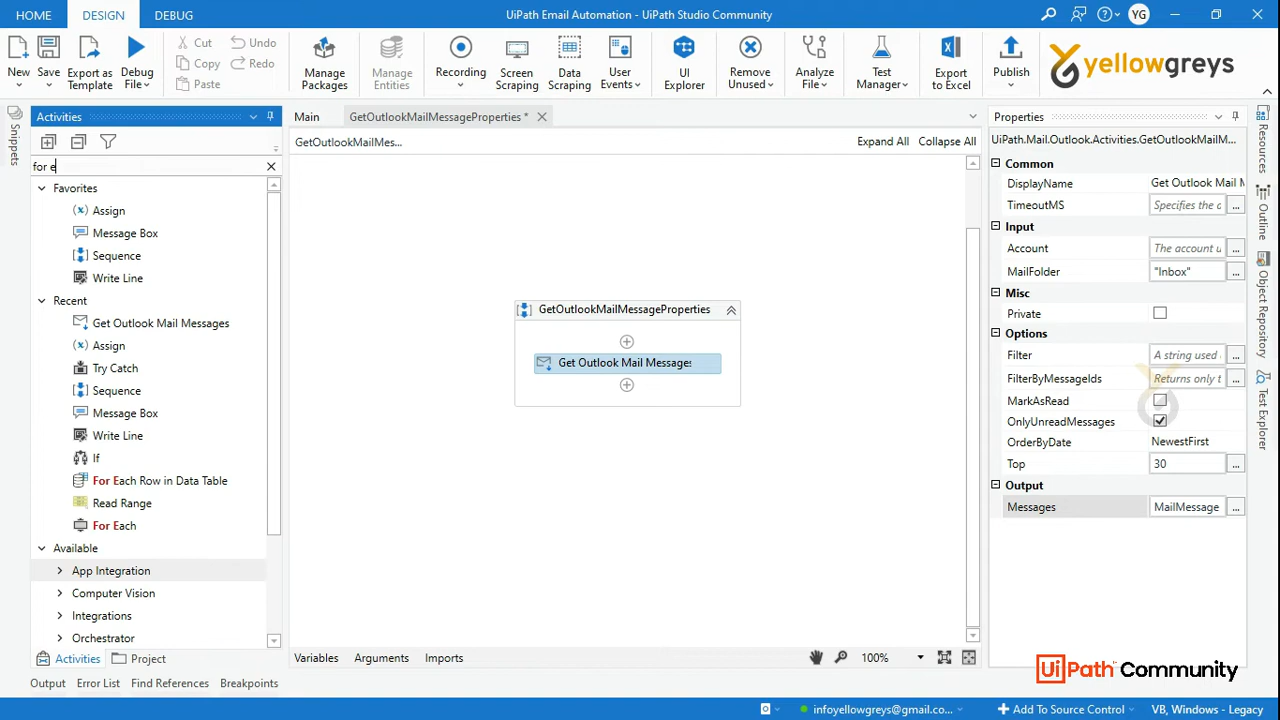 HOME
DESIGN
DEBUG
UiPath Email Automation - UiPath Studio Community
YG
New
Save
Export as Template
Debug File
Cut
Copy
Paste
Undo
Redo
Manage Packages
Manage Entities
Recording
Screen Scraping
Data Scraping
User Events
UI Explorer
Remove Unused
Analyze File
Test Manager
Export to Excel
Publish
yellowgreys
Snippets
Activities
for e
Favorites
Assign
Message Box
Sequence
Write Line
Recent
Get Outlook Mail Messages
Assign
Try Catch
Sequence
Message Box
Write Line
If
For Each Row in Data Table
Read Range
For Each
Available
App Integration
Computer Vision
Integrations
Orchestrator
Activities
Project
Main
GetOutlookMailMessageProperties *
GetOutlookMailMes...
Expand All
Collapse All
GetOutlookMailMessageProperties
Get Outlook Mail Messages
Variables
Arguments
Imports
100%
Properties
UiPath.Mail.Outlook.Activities.GetOutlookMailM...
Common
DisplayName
Get Outlook Mail M
TimeoutMS
Specifies the a
...
Input
Account
The account u
...
MailFolder
"Inbox"
...
Misc
Private
Options
Filter
A string used
...
FilterByMessageIds
Returns only t
...
MarkAsRead
OnlyUnreadMessages
OrderByDate
NewestFirst
Top
30
...
Output
Messages
MailMessage
...
Resources
Outline
Object Repository
Test Explorer
UiPath Community
Output
Error List
Find References
Breakpoints
infoyellowgreys@gmail.co...
Add To Source Control
VB, Windows - Legacy